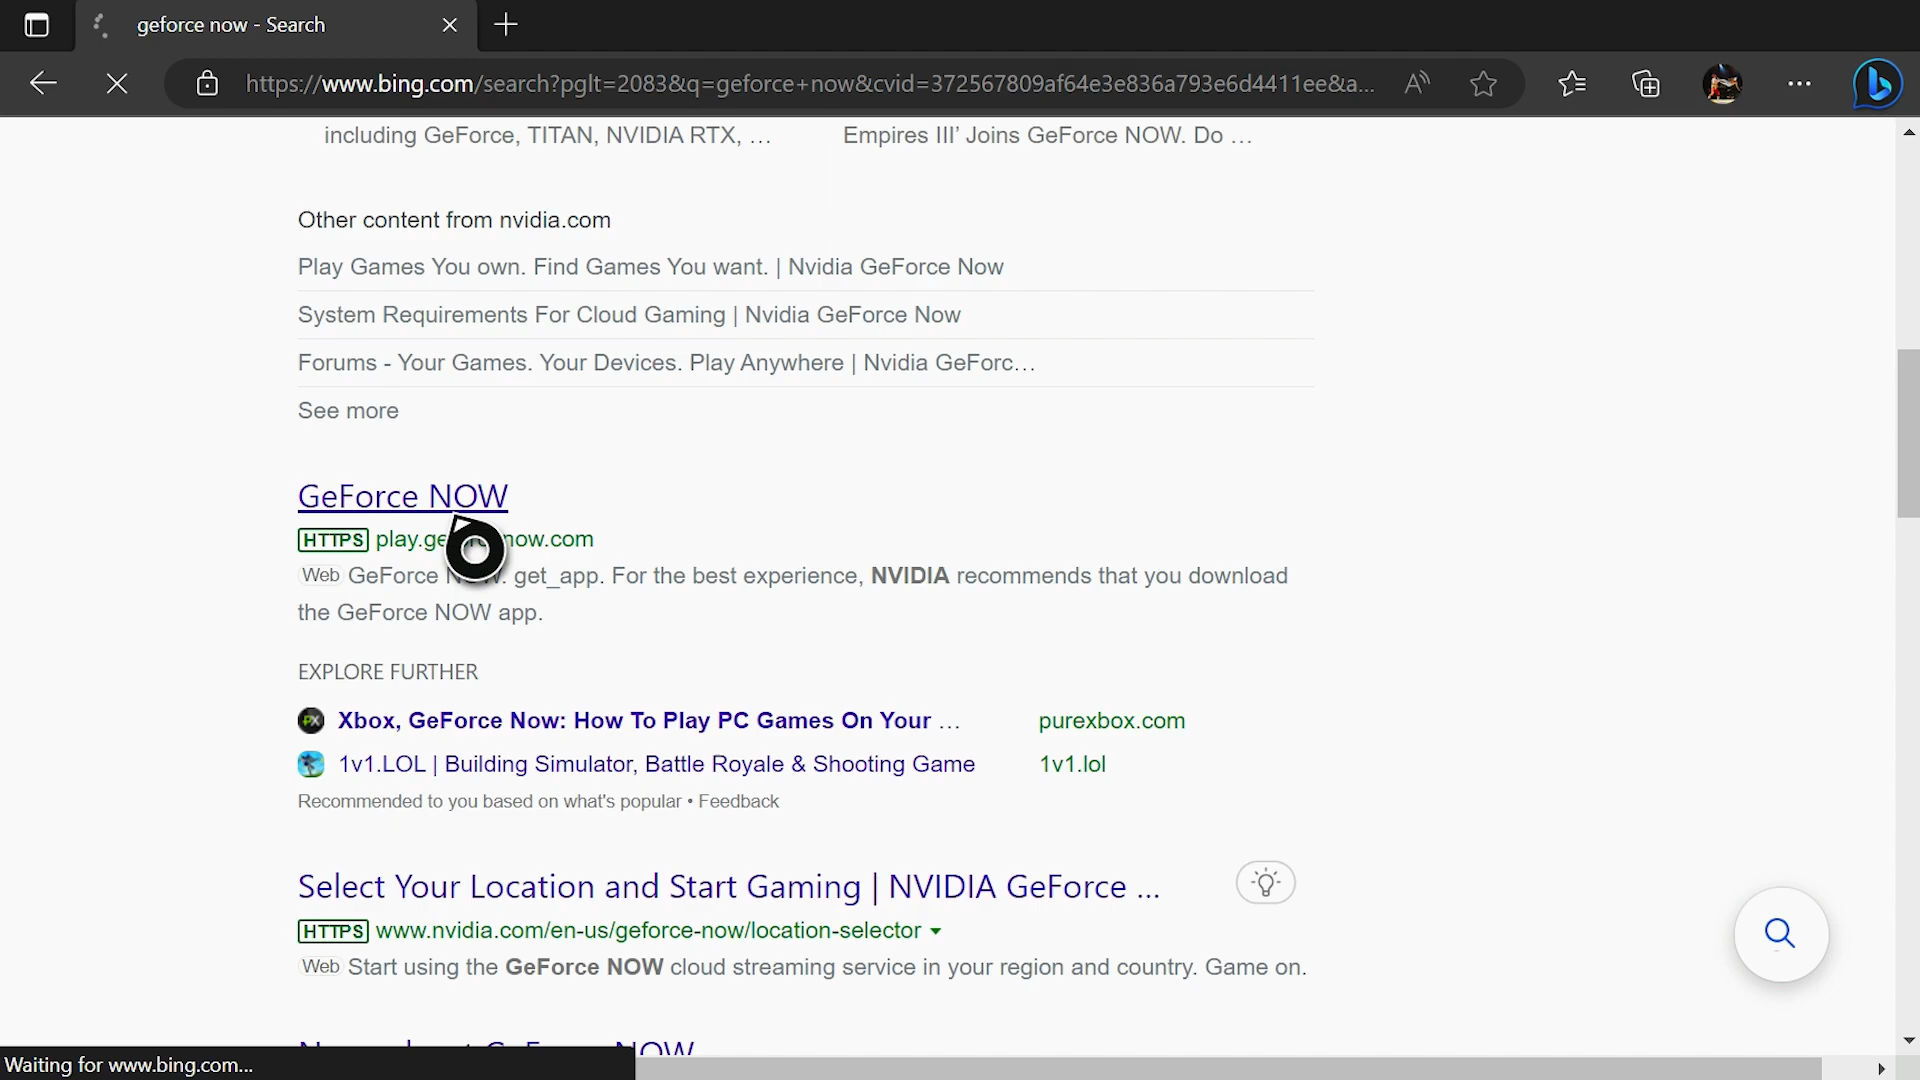 geforce now - Search
https://www.bing.com/search?pglt=2083&q=geforce+now&cvid=372567809af64e3e836a793e6d4411ee&a...
including GeForce, TITAN, NVIDIA RTX, ...
Empires III' Joins GeForce NOW. Do ...
Other content from nvidia.com
Play Games You own. Find Games You want. | Nvidia GeForce Now
System Requirements For Cloud Gaming | Nvidia GeForce Now
Forums - Your Games. Your Devices. Play Anywhere | Nvidia GeForc...
See more
GeForce NOW
HTTPS play.ge now.com
Web GeForce get_app. For the best experience, NVIDIA recommends that you download
the GeForce NOW app.
EXPLORE FURTHER
Xbox, GeForce Now: How To Play PC Games On Your ... purexbox.com
1v1.LOL | Building Simulator, Battle Royale & Shooting Game 1v1.lol
Recommended to you based on what's popular • Feedback
Select Your Location and Start Gaming | NVIDIA GeForce ...
HTTPS www.nvidia.com/en-us/geforce-now/location-selector
Web Start using the GeForce NOW cloud streaming service in your region and country. Game on.
Waiting for www.bing.com...